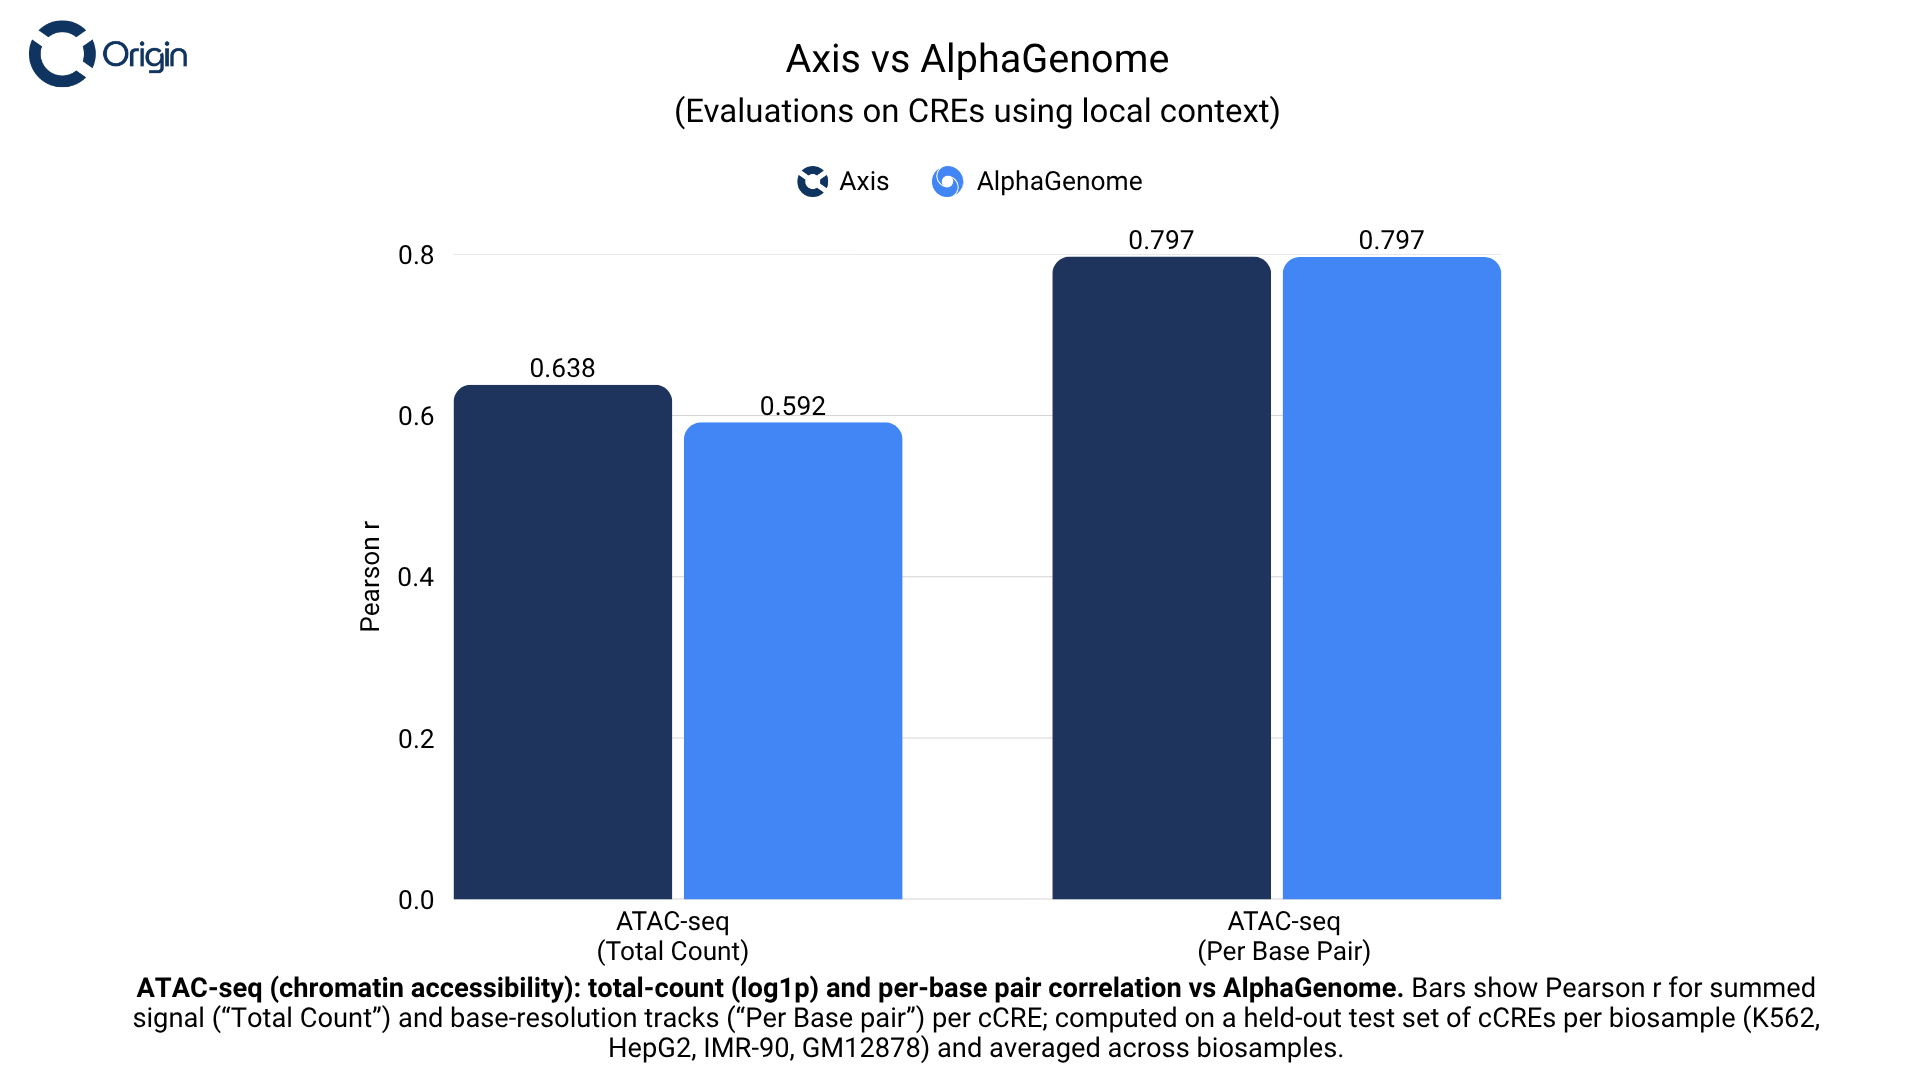 Origin
Axis vs AlphaGenome
(Evaluations on CREs using local context)
Axis
AlphaGenome
0.797
0.797
0.8
0.638
0.592
0.6
Pearson r
0.4
0.2
0.0
ATAC-seq
(Total Count)
ATAC-seq
(Per Base Pair)
ATAC-seq (chromatin accessibility): total-count (log1p) and per-base pair correlation vs AlphaGenome. Bars show Pearson r for summed
signal (“Total Count”) and base-resolution tracks (“Per Base pair”) per cCRE; computed on a held-out test set of cCREs per biosample (K562,
HepG2, IMR-90, GM12878) and averaged across biosamples.